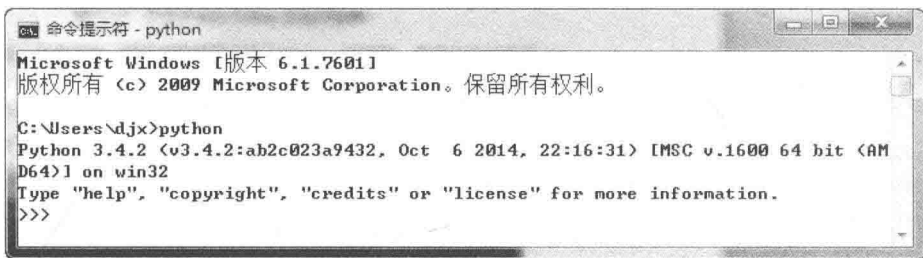 命令提示符 - python
Microsoft Windows [版本 6.1.7601]
版权所有 (c) 2009 Microsoft Corporation。保留所有权利。
C:\Users\djx>python
Python 3.4.2 (v3.4.2:ab2c023a9432, Oct  6 2014, 22:16:31) [MSC v.1600 64 bit (AM
D64)] on win32
Type "help", "copyright", "credits" or "license" for more information.
>>>